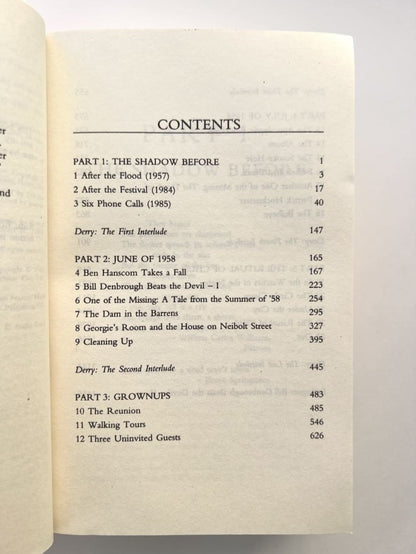 er
r
er
nd
CONTENTS
PART 1: THE SHADOW BEFORE 1
1 After the Flood (1957) 3
2 After the Festival (1984) 17
3 Six Phone Calls (1985) 40
Derry: The First Interlude 147
PART 2: JUNE OF 1958 165
4 Ben Hanscom Takes a Fall 167
5 Bill Denbrough Beats the Devil – I 223
6 One of the Missing: A Tale from the Summer of '58 254
7 The Dam in the Barrens 295
8 Georgie's Room and the House on Neibolt Street 327
9 Cleaning Up 395
Derry: The Second Interlude 445
PART 3: GROWNUPS 483
10 The Reunion 485
11 Walking Tours 546
12 Three Uninvited Guests 626